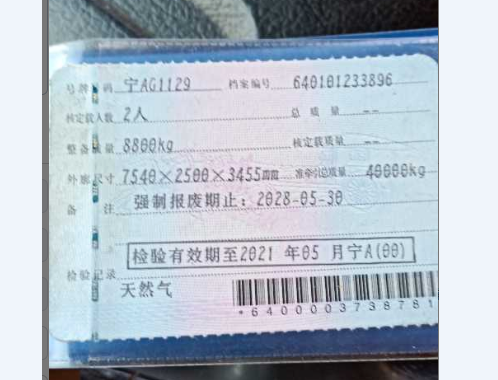 号牌号码 宁AG1129 档案编号 640101233896
核定载人数 2人 总质量 --
整备质量 8800kg 核定载质量 --
外廓尺寸 7540×2500×3455mm 准牵引总质量 40000kg
备注 强制报废期止：2028-05-30
检验有效期至2021 年05 月宁A(00)
检验记录
天然气
*6400003738781